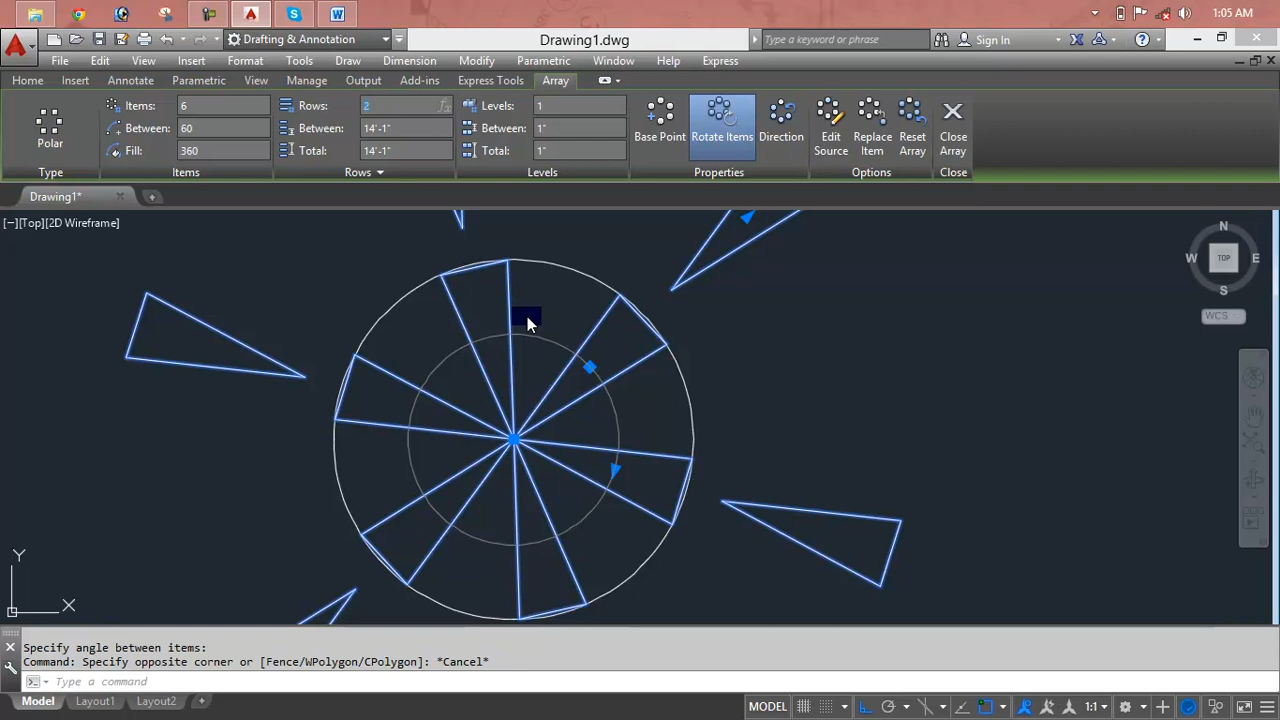 1:05 AM
Drafting & Annotation
Drawing1.dwg
Type a keyword or phrase
Sign In
File Edit View Insert Format Tools Draw Dimension Modify Parametric Window Help Express
Home Insert Annotate Parametric View Manage Output Add-ins Express Tools Array
Items: 6 Rows: 2 fx Levels: 1
Between: 60 Between: 14'-1" Between: 1"
Fill: 360 Total: 14'-1" Total: 1"
Polar
Base Point Rotate Items Direction Edit Source Replace Item Reset Array Close Array
Type Items Rows Levels Properties Options Close
Drawing1*
[−][Top][2D Wireframe]
N
W TOP E
S
WCS
Y
X
Specify angle between items:
Command: Specify opposite corner or [Fence/WPolygon/CPolygon]: *Cancel*
Type a command
Model Layout1 Layout2 +
MODEL 1:1